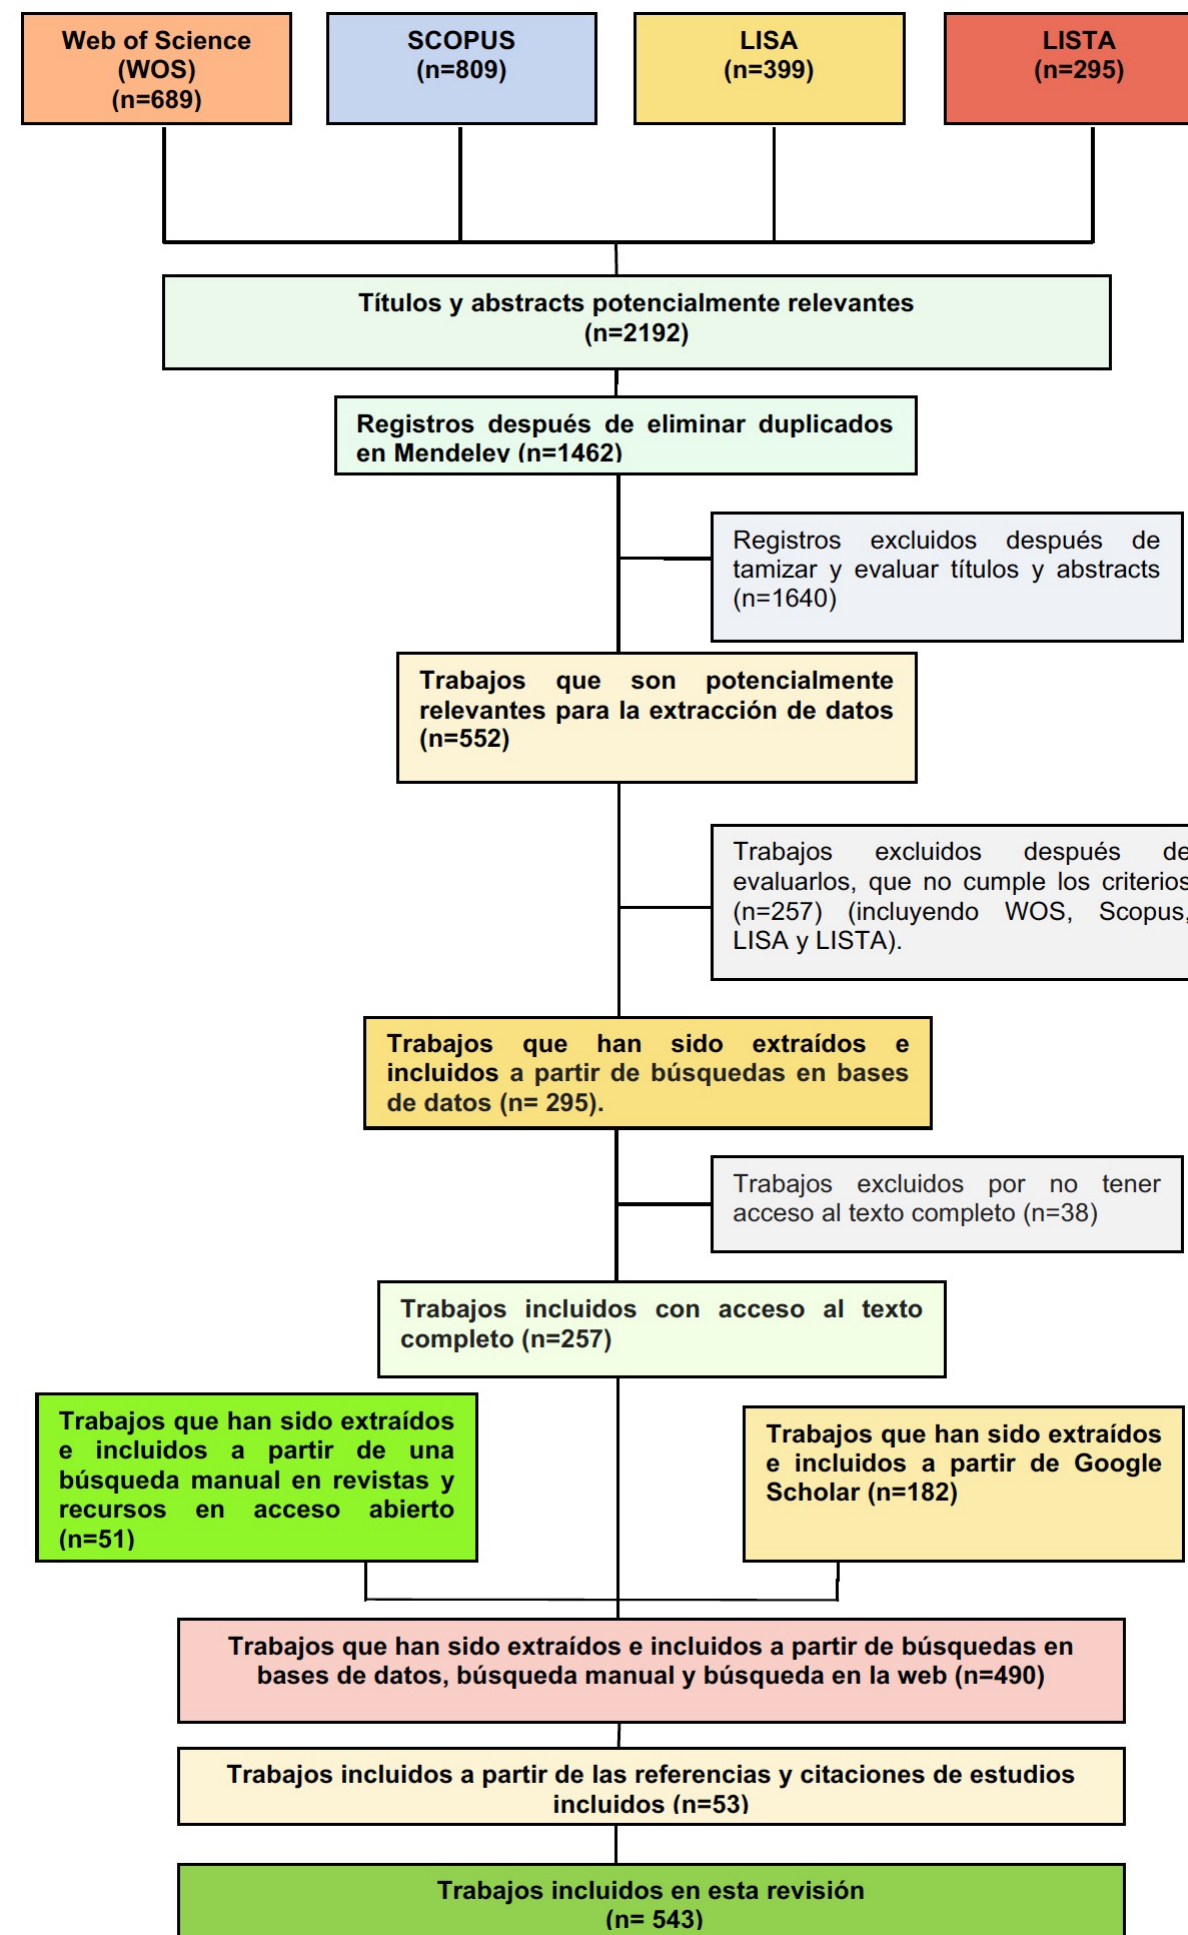 Web of Science
(WOS)
(n=689)
SCOPUS
(n=809)
LISA
(n=399)
LISTA
(n=295)
Títulos y abstracts potencialmente relevantes
(n=2192)
Registros después de eliminar duplicados
en Mendeley (n=1462)
Registros excluidos después de
tamizar y evaluar títulos y abstracts
(n=1640)
Trabajos que son potencialmente
relevantes para la extracción de datos
(n=552)
Trabajos excluidos después de
evaluarlos, que no cumple los criterios
(n=257) (incluyendo WOS, Scopus,
LISA y LISTA).
Trabajos que han sido extraídos e
incluidos a partir de búsquedas en bases
de datos (n= 295).
Trabajos excluidos por no tener
acceso al texto completo (n=38)
Trabajos incluidos con acceso al texto
completo (n=257)
Trabajos que han sido extraídos
e incluidos a partir de una
búsqueda manual en revistas y
recursos en acceso abierto
(n=51)
Trabajos que han sido extraídos
e incluidos a partir de Google
Scholar (n=182)
Trabajos que han sido extraídos e incluidos a partir de búsquedas en
bases de datos, búsqueda manual y búsqueda en la web (n=490)
Trabajos incluidos a partir de las referencias y citaciones de estudios
incluidos (n=53)
Trabajos incluidos en esta revisión
(n= 543)